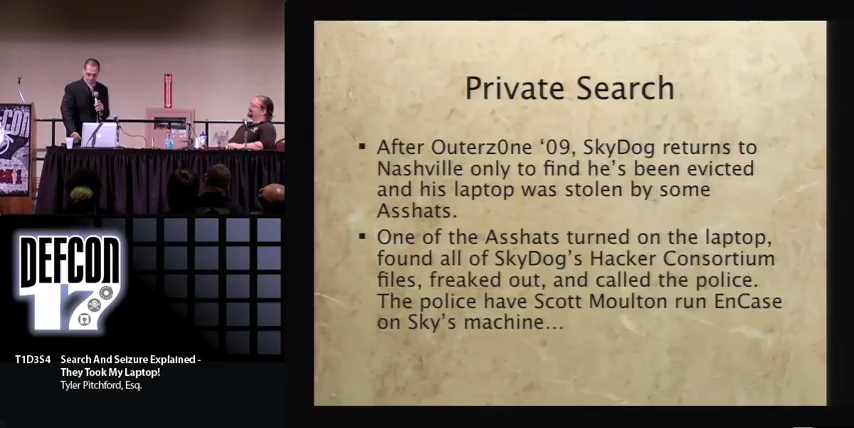 Private Search
▪ After Outerz0ne ‘09, SkyDog returns to
Nashville only to find he’s been evicted
and his laptop was stolen by some
Asshats.
▪ One of the Asshats turned on the laptop,
found all of SkyDog’s Hacker Consortium
files, freaked out, and called the police.
The police have Scott Moulton run EnCase
on Sky’s machine…
DEFCON
DEFCON
17
T1D3S4 Search And Seizure Explained -
They Took My Laptop!
Tyler Pitchford, Esq.